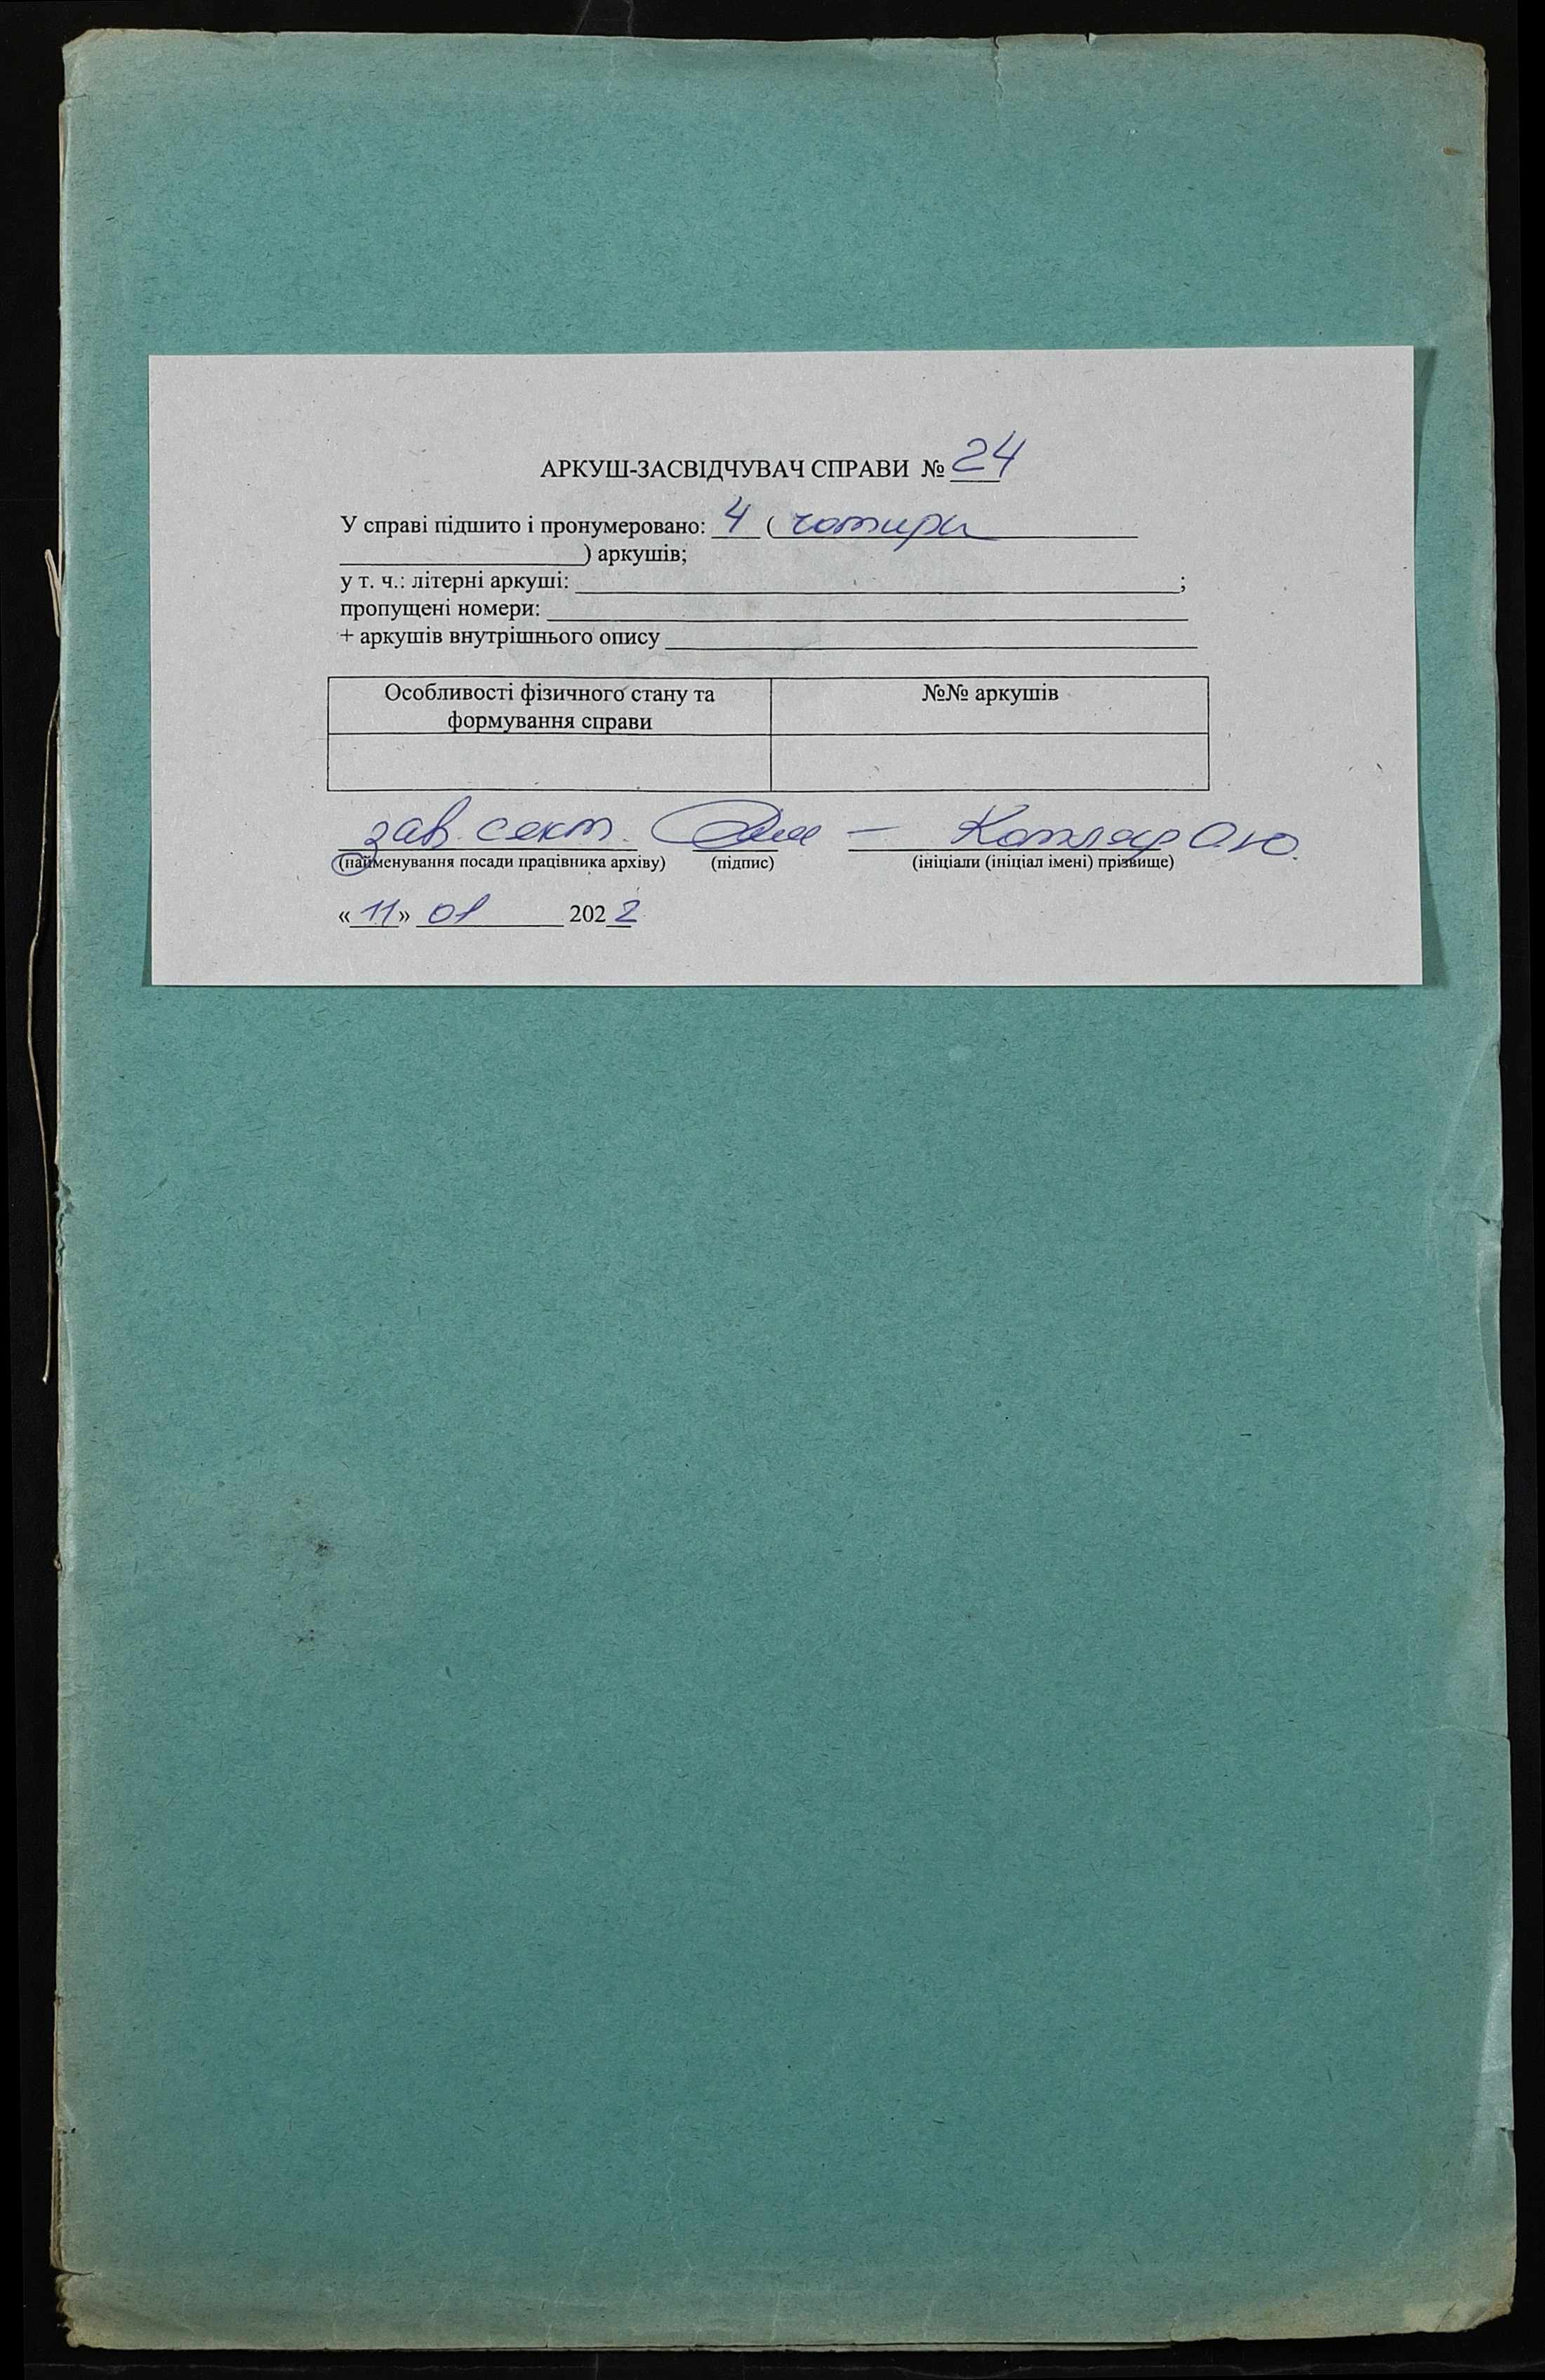 АРКУШ-ЗАСВІДЧУВАЧ СПРАВИ № 24
У справі підшито і пронумеровано: 4 ( чотири
) аркушів;
у т. ч.: літерні аркуші: ;
пропущені номери:
+ аркушів внутрішнього опису
Особливості фізичного стану та №№ аркушів
формування справи
зав. сект. Котляр О.Ю.
(найменування посади працівника архіву) (підпис) (ініціали (ініціал імені) прізвище)
« 11 » 01 2022